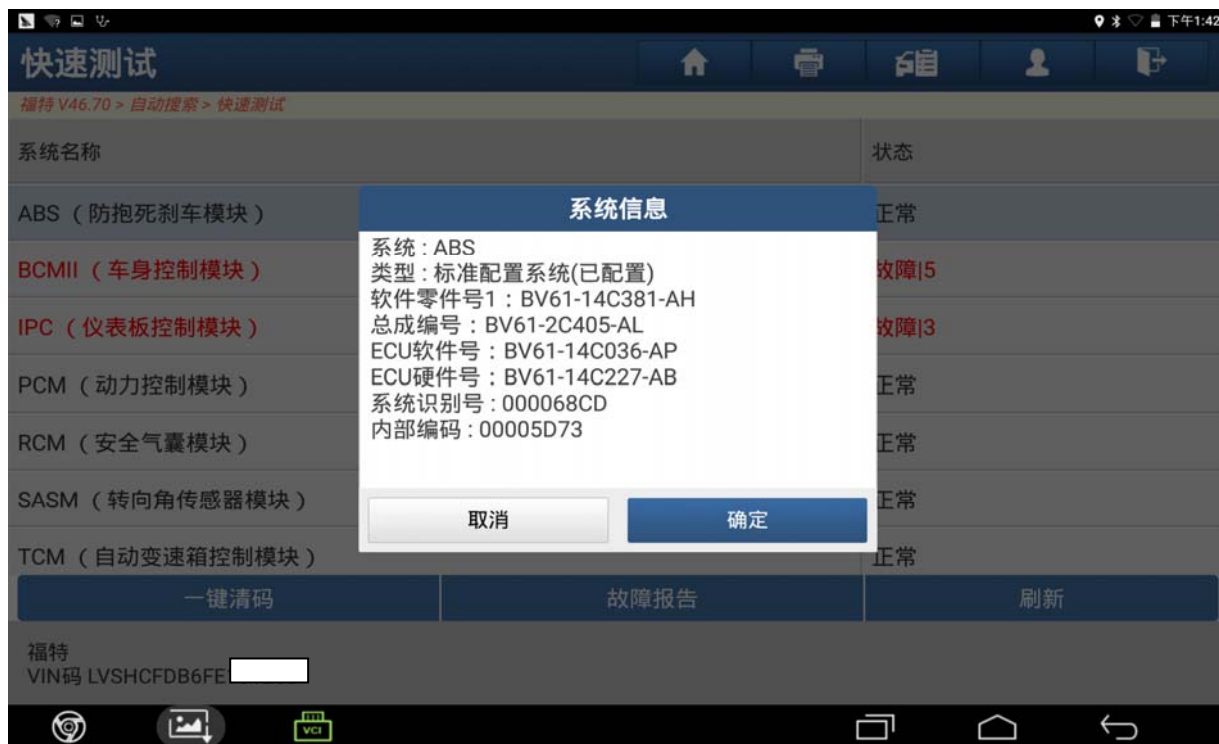 下午1:42
快速测试
福特 V46.70 > 自动搜索 > 快速测试
系统名称
状态
ABS （防抱死刹车模块）
正常
BCMII （车身控制模块）
故障|5
IPC （仪表板控制模块）
故障|3
PCM （动力控制模块）
正常
RCM （安全气囊模块）
正常
SASM （转向角传感器模块）
正常
TCM （自动变速箱控制模块）
正常
系统信息
系统 : ABS
类型 : 标准配置系统(已配置)
软件零件号1：BV61-14C381-AH
总成编号：BV61-2C405-AL
ECU软件号：BV61-14C036-AP
ECU硬件号：BV61-14C227-AB
系统识别号 : 000068CD
内部编码 : 00005D73
取消
确定
一键清码
故障报告
刷新
福特
VIN码 LVSHCFDB6FE
VCI